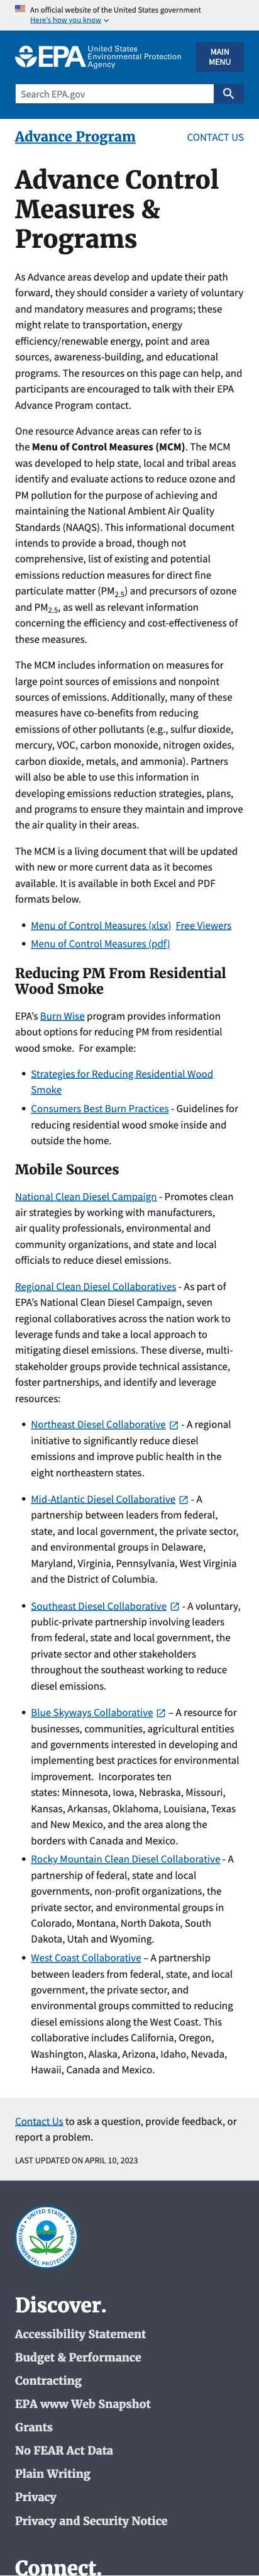 An official website of the United States government
Here's how you know
EPA United States
Environmental Protection
Agency
MAIN
MENU
Search EPA.gov
Advance Program
CONTACT US
Advance Control
Measures &
Programs
As Advance areas develop and update their path
forward, they should consider a variety of voluntary
and mandatory measures and programs; these
might relate to transportation, energy
efficiency/renewable energy, point and area
sources, awareness-building, and educational
programs. The resources on this page can help, and
participants are encouraged to talk with their EPA
Advance Program contact.
One resource Advance areas can refer to is
the Menu of Control Measures (MCM). The MCM
was developed to help state, local and tribal areas
identify and evaluate actions to reduce ozone and
PM pollution for the purpose of achieving and
maintaining the National Ambient Air Quality
Standards (NAAQS). This informational document
intends to provide a broad, though not
comprehensive, list of existing and potential
emissions reduction measures for direct fine
particulate matter (PM2.5) and precursors of ozone
and PM2.5, as well as relevant information
concerning the efficiency and cost-effectiveness of
these measures.
The MCM includes information on measures for
large point sources of emissions and nonpoint
sources of emissions. Additionally, many of these
measures have co-benefits from reducing
emissions of other pollutants (e.g., sulfur dioxide,
mercury, VOC, carbon monoxide, nitrogen oxides,
carbon dioxide, metals, and ammonia). Partners
will also be able to use this information in
developing emissions reduction strategies, plans,
and programs to ensure they maintain and improve
the air quality in their areas.
The MCM is a living document that will be updated
with new or more current data as it becomes
available. It is available in both Excel and PDF
formats below.
• Menu of Control Measures (xlsx) Free Viewers
• Menu of Control Measures (pdf)
Reducing PM From Residential
Wood Smoke
EPA's Burn Wise program provides information
about options for reducing PM from residential
wood smoke. For example:
• Strategies for Reducing Residential Wood
Smoke
• Consumers Best Burn Practices - Guidelines for
reducing residential wood smoke inside and
outside the home.
Mobile Sources
National Clean Diesel Campaign - Promotes clean
air strategies by working with manufacturers,
air quality professionals, environmental and
community organizations, and state and local
officials to reduce diesel emissions.
Regional Clean Diesel Collaboratives - As part of
EPA's National Clean Diesel Campaign, seven
regional collaboratives across the nation work to
leverage funds and take a local approach to
mitigating diesel emissions. These diverse, multi-
stakeholder groups provide technical assistance,
foster partnerships, and identify and leverage
resources:
• Northeast Diesel Collaborative - A regional
initiative to significantly reduce diesel
emissions and improve public health in the
eight northeastern states.
• Mid-Atlantic Diesel Collaborative - A
partnership between leaders from federal,
state, and local government, the private sector,
and environmental groups in Delaware,
Maryland, Virginia, Pennsylvania, West Virginia
and the District of Columbia.
• Southeast Diesel Collaborative - A voluntary,
public-private partnership involving leaders
from federal, state and local government, the
private sector and other stakeholders
throughout the southeast working to reduce
diesel emissions.
• Blue Skyways Collaborative – A resource for
businesses, communities, agricultural entities
and governments interested in developing and
implementing best practices for environmental
improvement. Incorporates ten
states: Minnesota, Iowa, Nebraska, Missouri,
Kansas, Arkansas, Oklahoma, Louisiana, Texas
and New Mexico, and the area along the
borders with Canada and Mexico.
• Rocky Mountain Clean Diesel Collaborative - A
partnership of federal, state and local
governments, non-profit organizations, the
private sector, and environmental groups in
Colorado, Montana, North Dakota, South
Dakota, Utah and Wyoming.
• West Coast Collaborative – A partnership
between leaders from federal, state, and local
government, the private sector, and
environmental groups committed to reducing
diesel emissions along the West Coast. This
collaborative includes California, Oregon,
Washington, Alaska, Arizona, Idaho, Nevada,
Hawaii, Canada and Mexico.
Contact Us to ask a question, provide feedback, or
report a problem.
LAST UPDATED ON APRIL 10, 2023
UNITED STATES
ENVIRONMENTAL PROTECTION AGENCY
Discover.
Accessibility Statement
Budget & Performance
Contracting
EPA www Web Snapshot
Grants
No FEAR Act Data
Plain Writing
Privacy
Privacy and Security Notice
Connect.